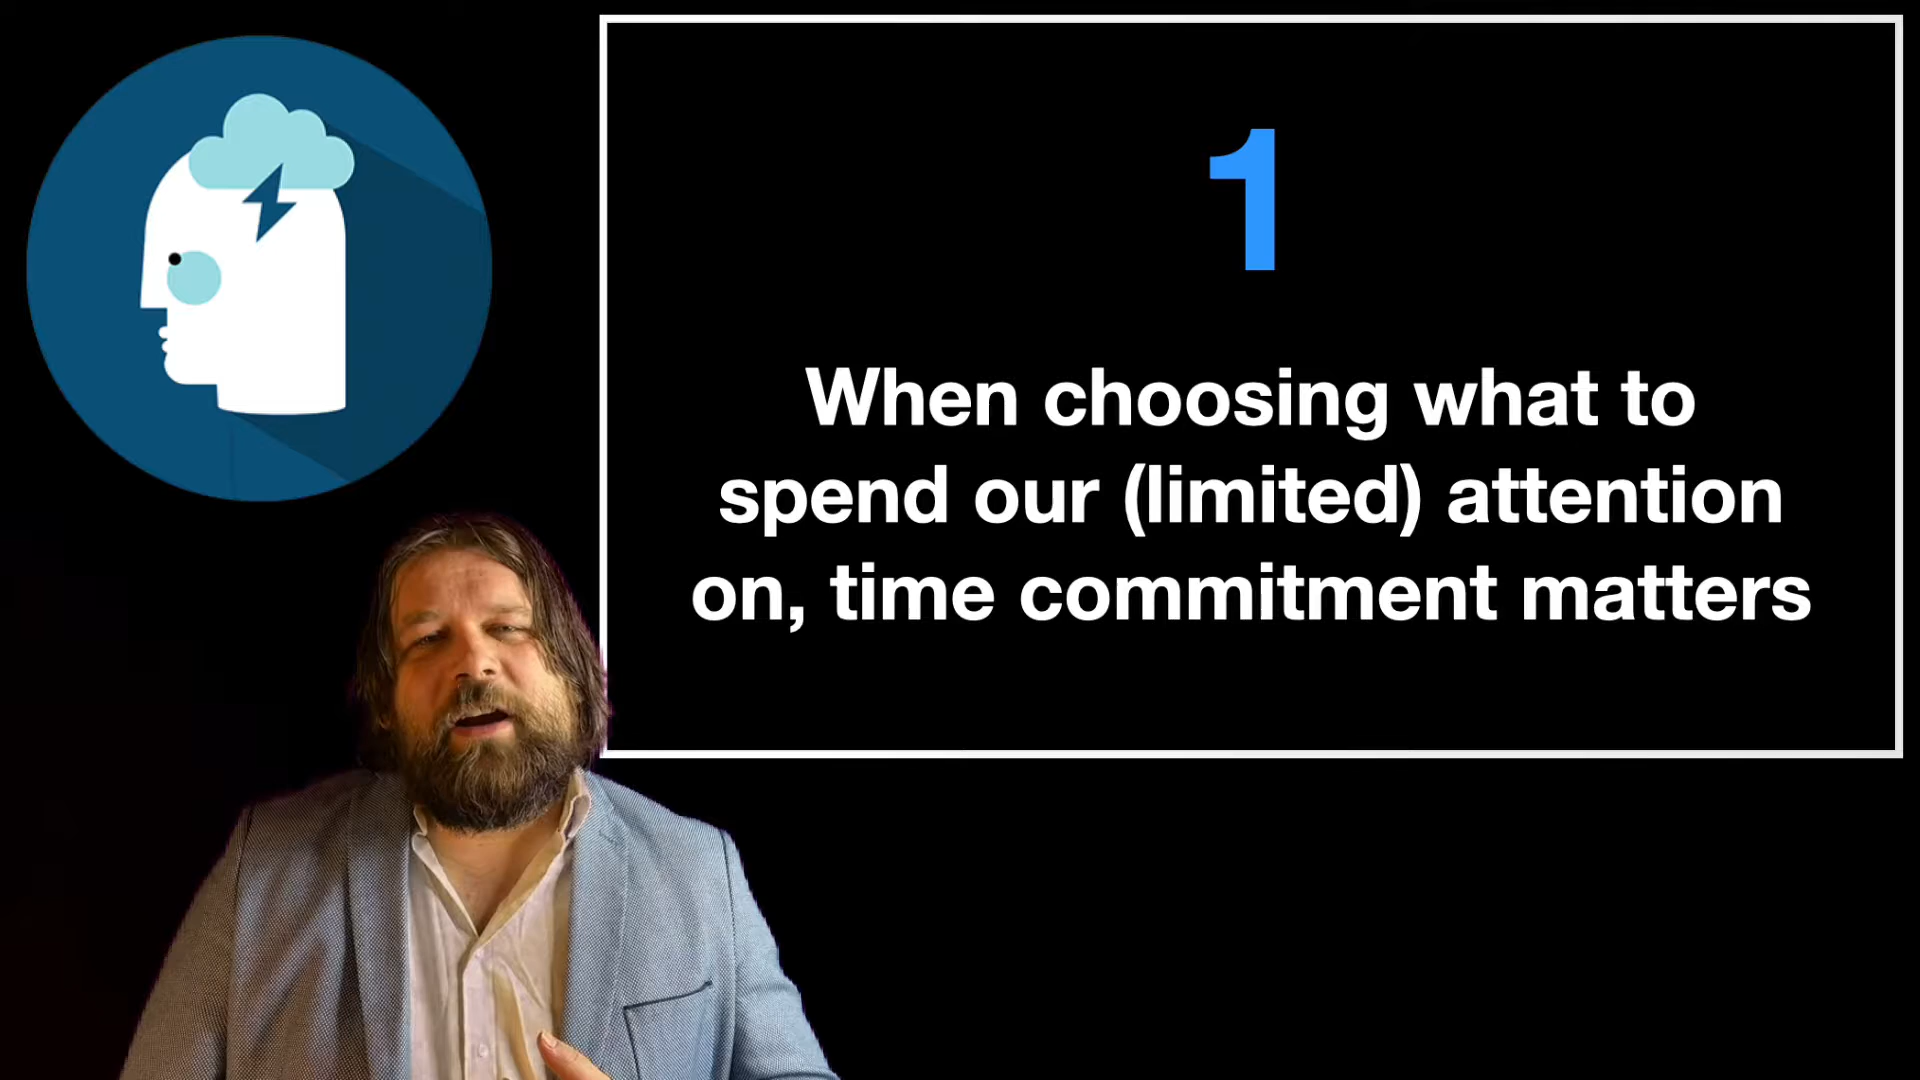 1
When choosing what to
spend our (limited) attention
on, time commitment matters